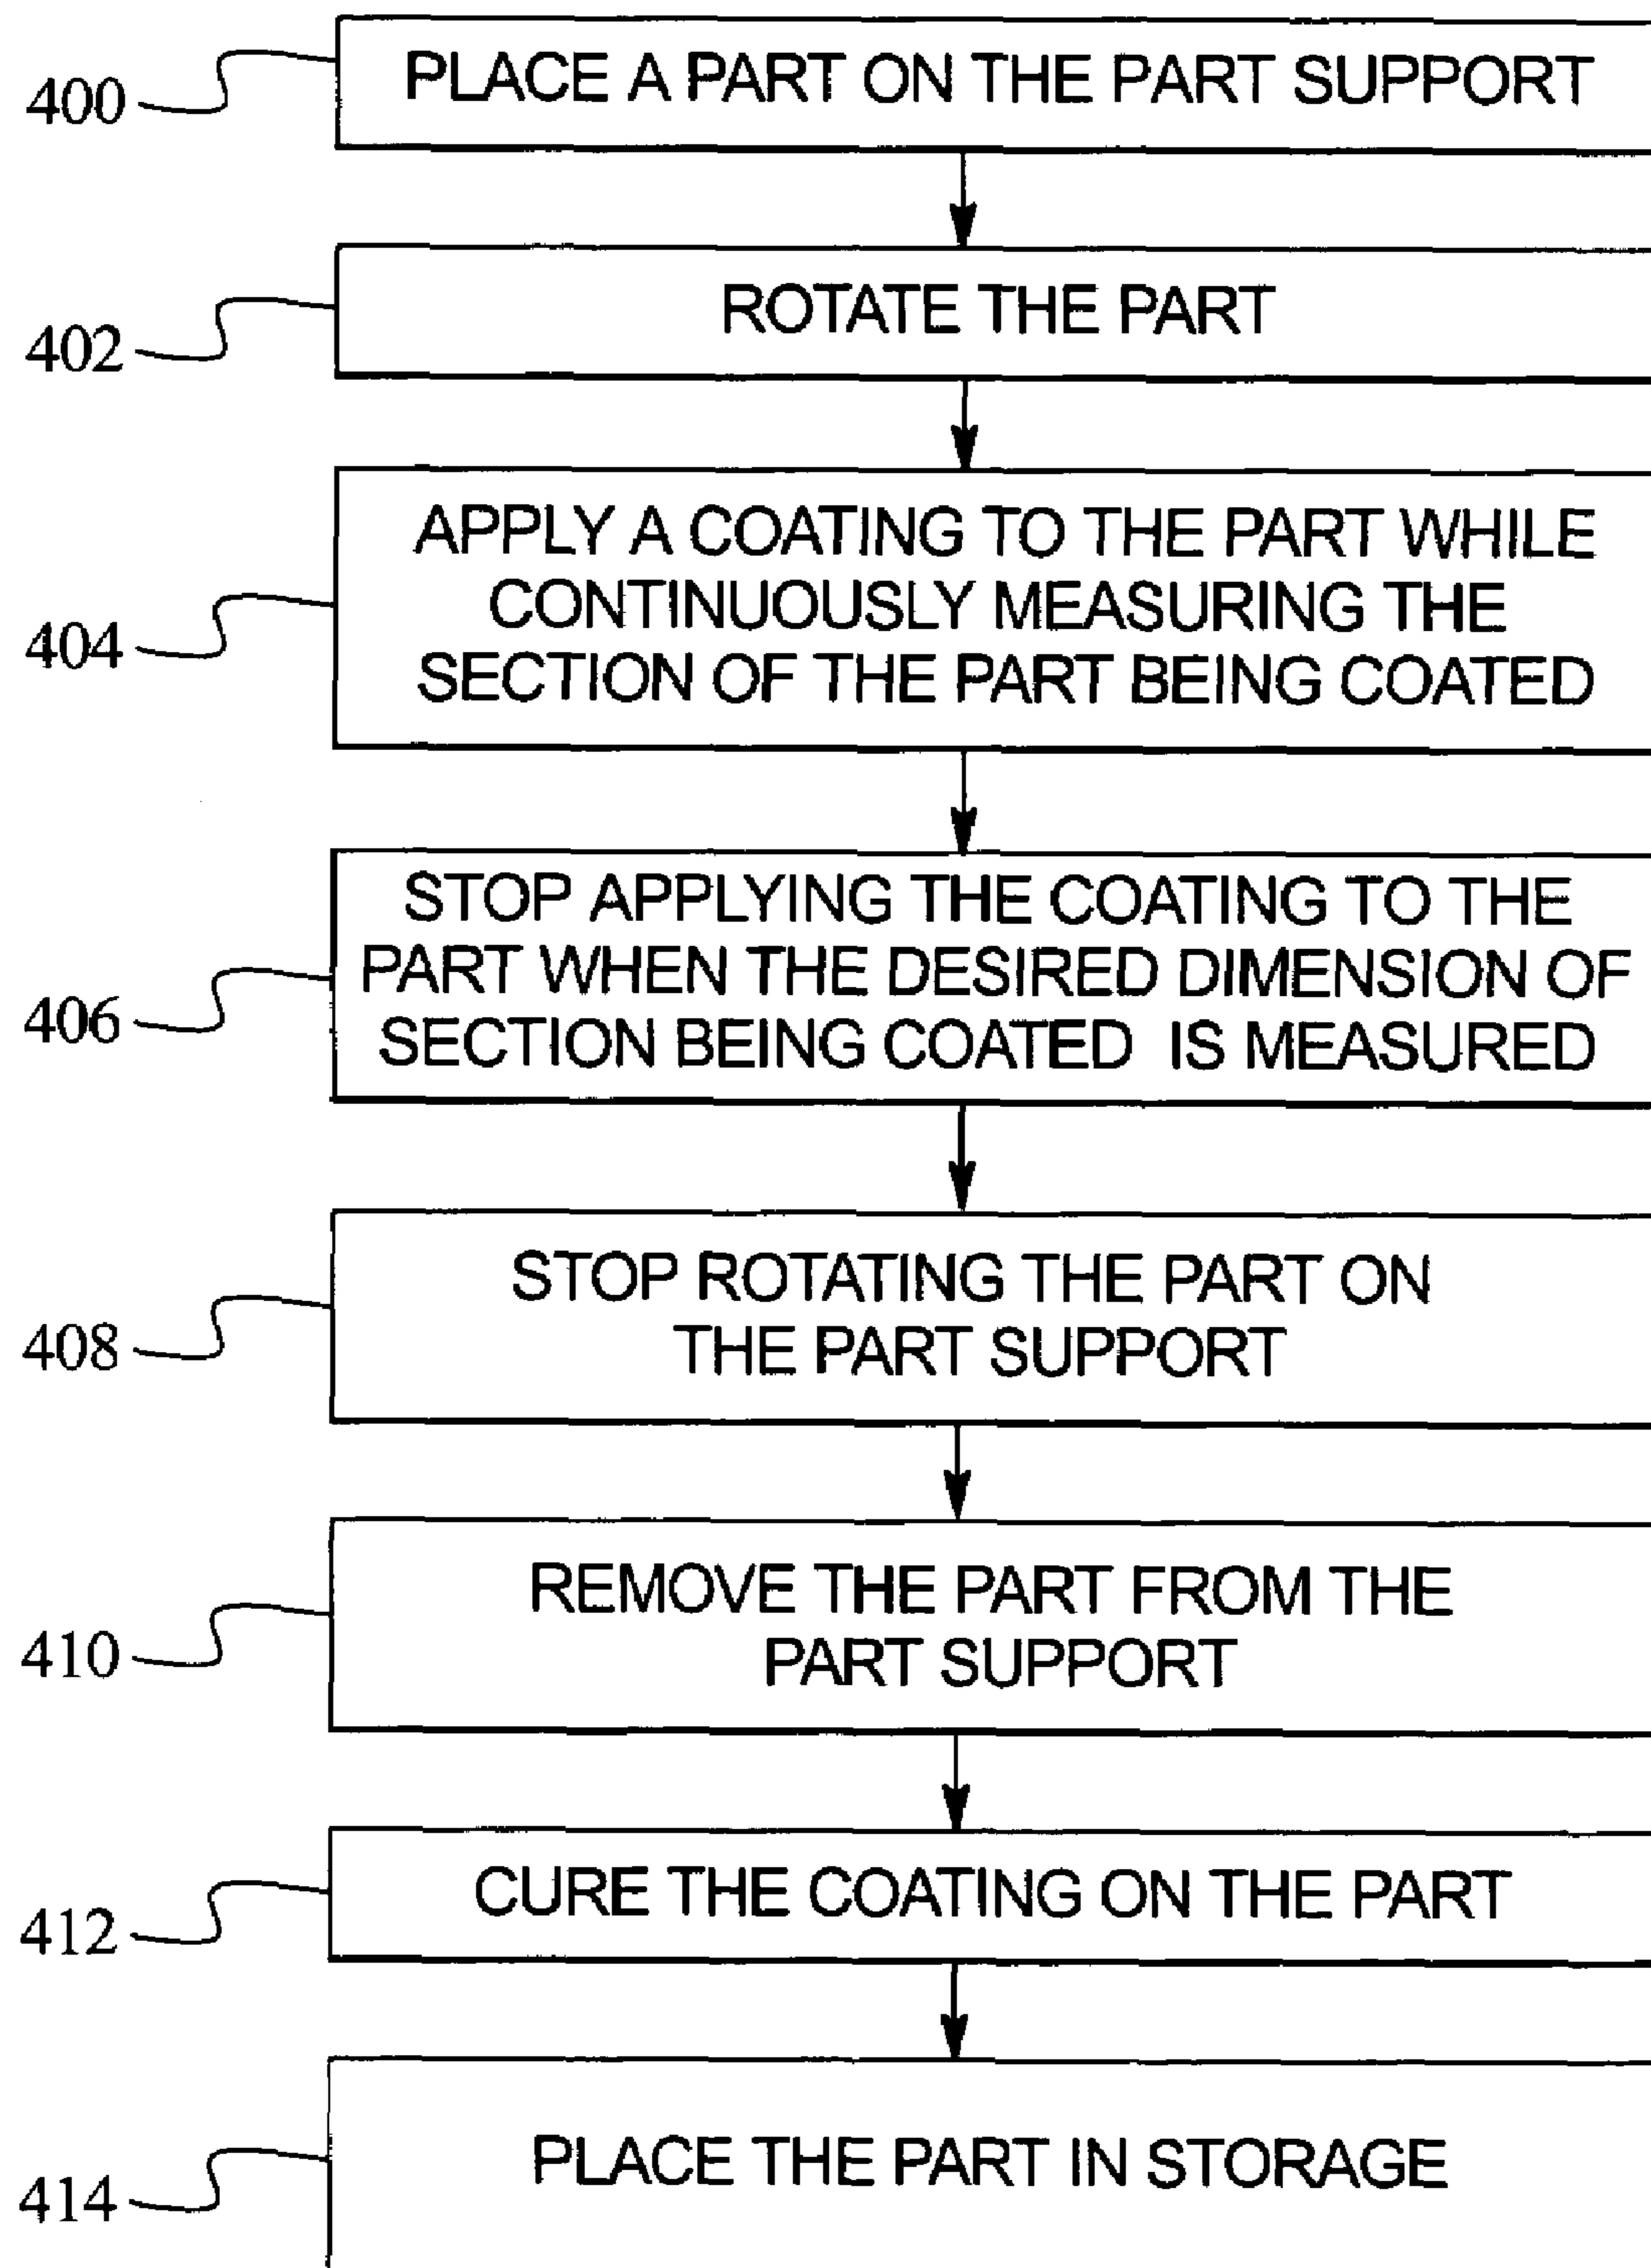 400
PLACE A PART ON THE PART SUPPORT
402
ROTATE THE PART
404
APPLY A COATING TO THE PART WHILE
CONTINUOUSLY MEASURING THE
SECTION OF THE PART BEING COATED
406
STOP APPLYING THE COATING TO THE
PART WHEN THE DESIRED DIMENSION OF
SECTION BEING COATED IS MEASURED
408
STOP ROTATING THE PART ON
THE PART SUPPORT
410
REMOVE THE PART FROM THE
PART SUPPORT
412
CURE THE COATING ON THE PART
414
PLACE THE PART IN STORAGE